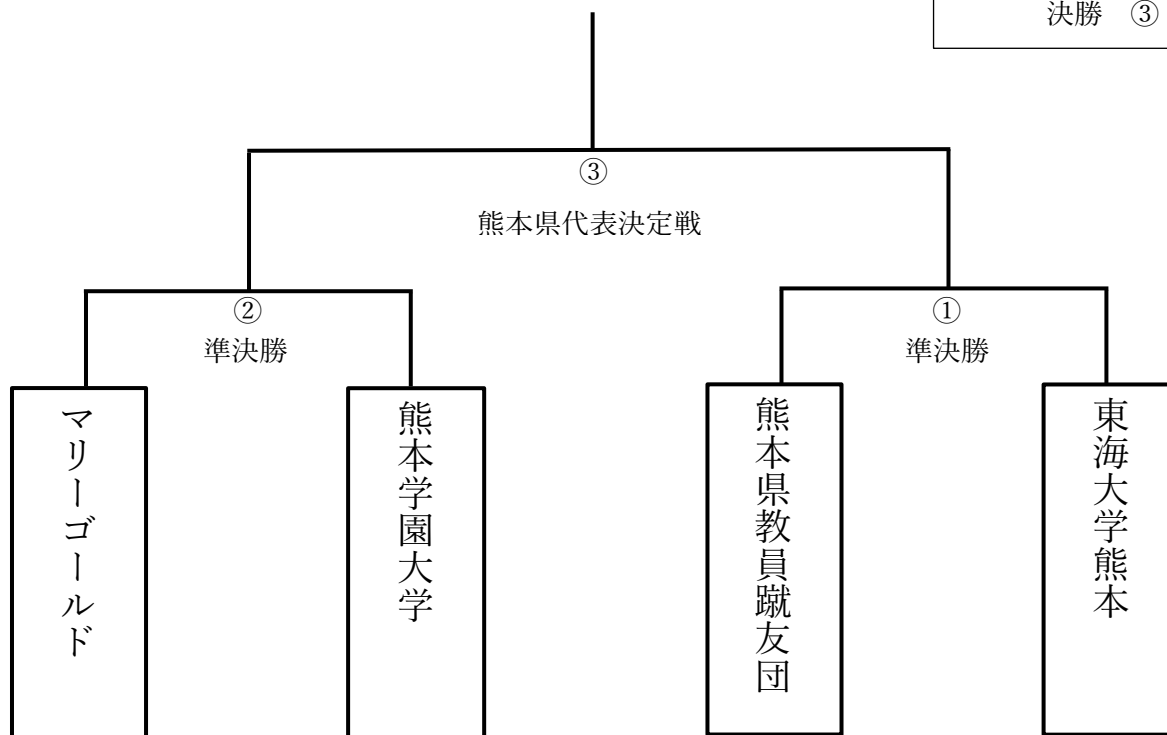 決勝 ③
③
熊本県代表決定戦
②
準決勝
①
準決勝
マリーゴールド
熊本学園大学
熊本県教員蹴友団
東海大学熊本